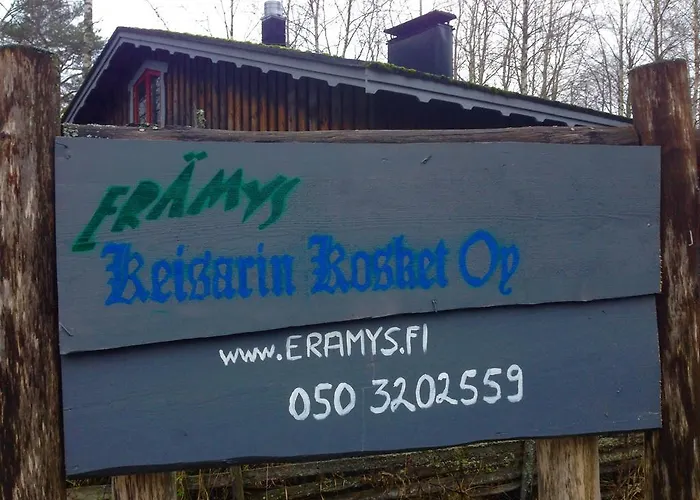 ERÄMYS
Keisarin Kosket Oy
www.ERAMYS.FI
050 3202559